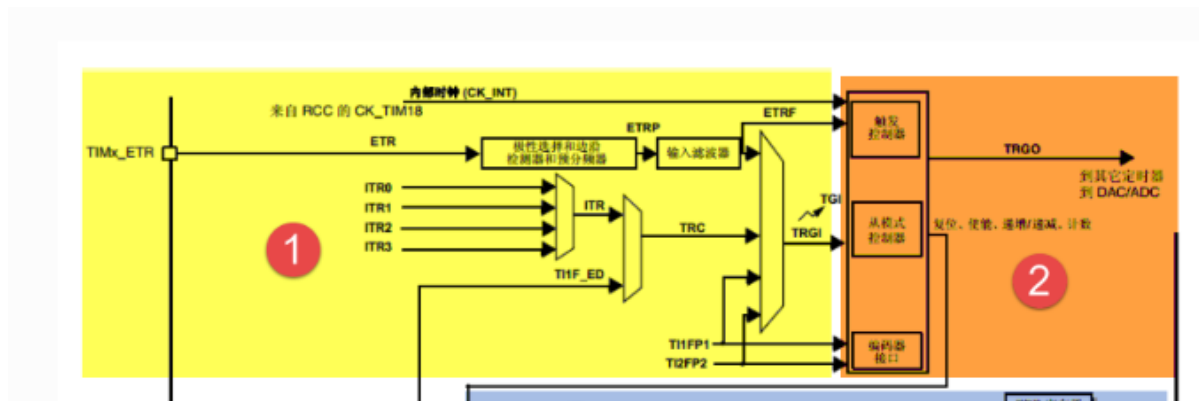 内部时钟 (CK_INT)
来自 RCC 的 CK_TIM18
ETRF
触发
控制器
TIMx_ETR
ETR
极性选择和边沿
检测器和预分频器
ETRP
输入滤波器
TRGO
到其它定时器
到 DAC/ADC
ITR0
ITR1
ITR2
ITR3
ITR
TRC
TGI
TRGI
从模式
控制器
复位、使能、递增/递减、计数
1
2
TI1F_ED
TI1FP1
TI2FP2
编码器
接口